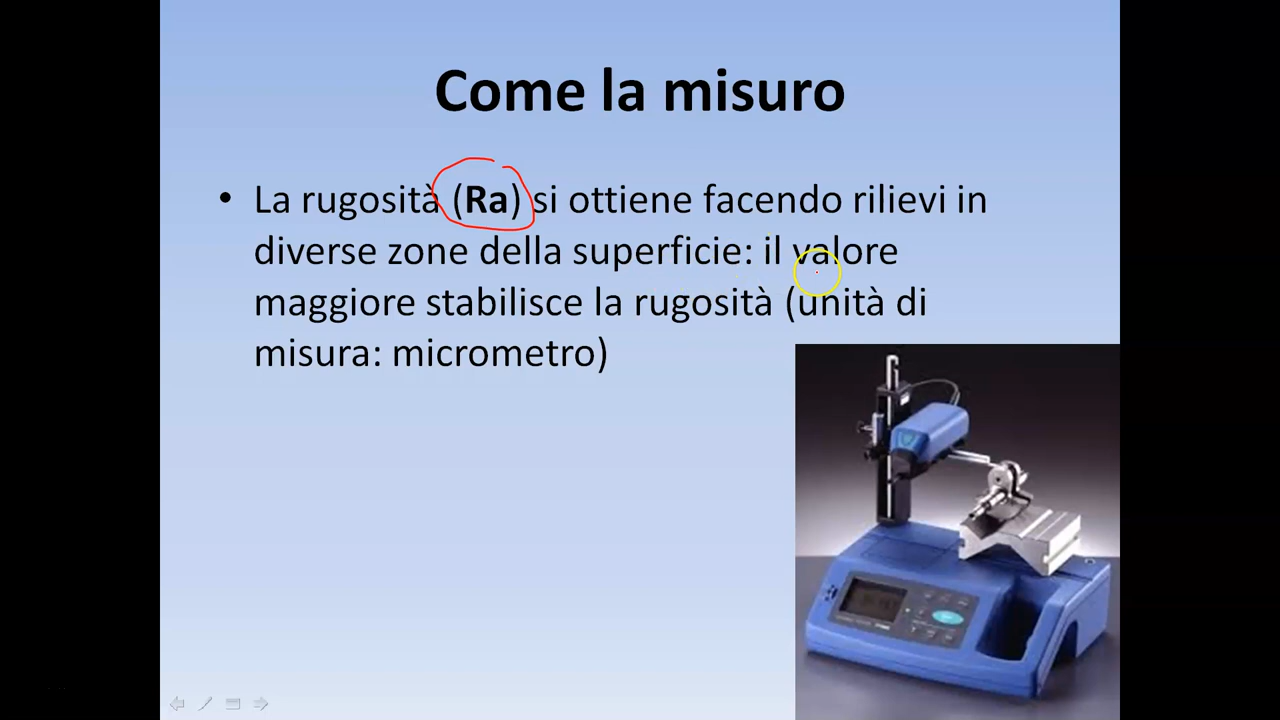 Come la misuro
• La rugosità (Ra) si ottiene facendo rilievi in
diverse zone della superficie: il valore
maggiore stabilisce la rugosità (unità di
misura: micrometro)